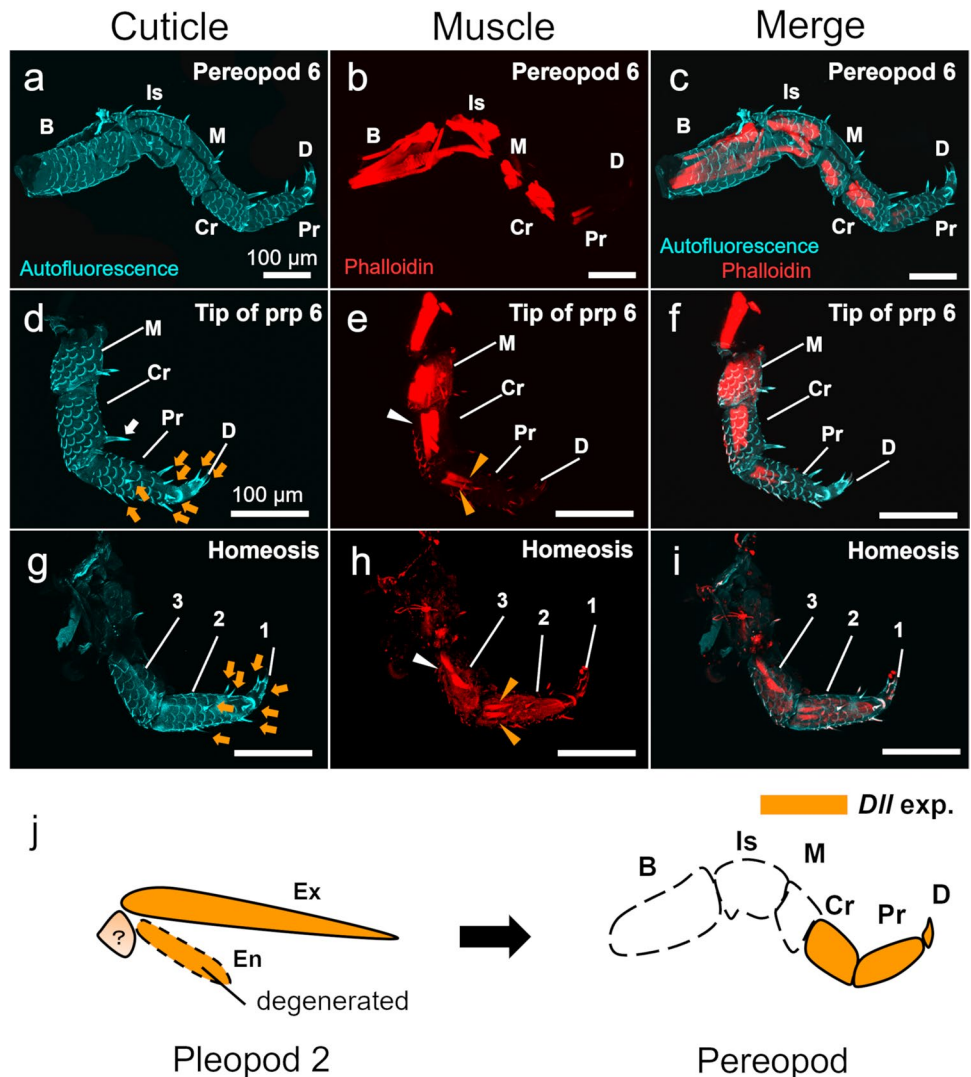 Cuticle
Muscle
Merge
a
Pereopod 6
B
Is
M
D
Cr
Pr
Autofluorescence
100 µm
b
Pereopod 6
B
Is
M
D
Cr
Pr
Phalloidin
c
Pereopod 6
B
Is
M
D
Cr
Pr
Autofluorescence
Phalloidin
d
Tip of prp 6
M
Cr
Pr
D
100 µm
e
Tip of prp 6
M
Cr
Pr
D
f
Tip of prp 6
M
Cr
Pr
D
g
Homeosis
3
2
1
h
Homeosis
3
2
1
i
Homeosis
3
2
1
j
Dll exp.
Ex
?
En
degenerated
Pleopod 2
B
Is
M
Cr
Pr
D
Pereopod